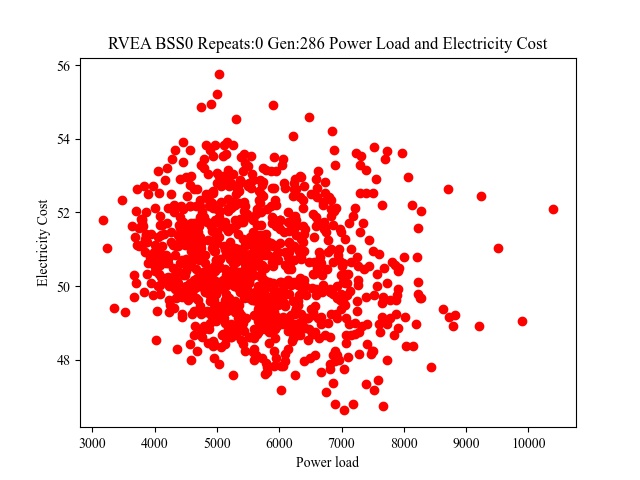 RVEA BSS0 Repeats:0 Gen:286 Power Load and Electricity Cost
56
54
52
50
48
Electricity Cost
3000 4000 5000 6000 7000 8000 9000 10000
Power load